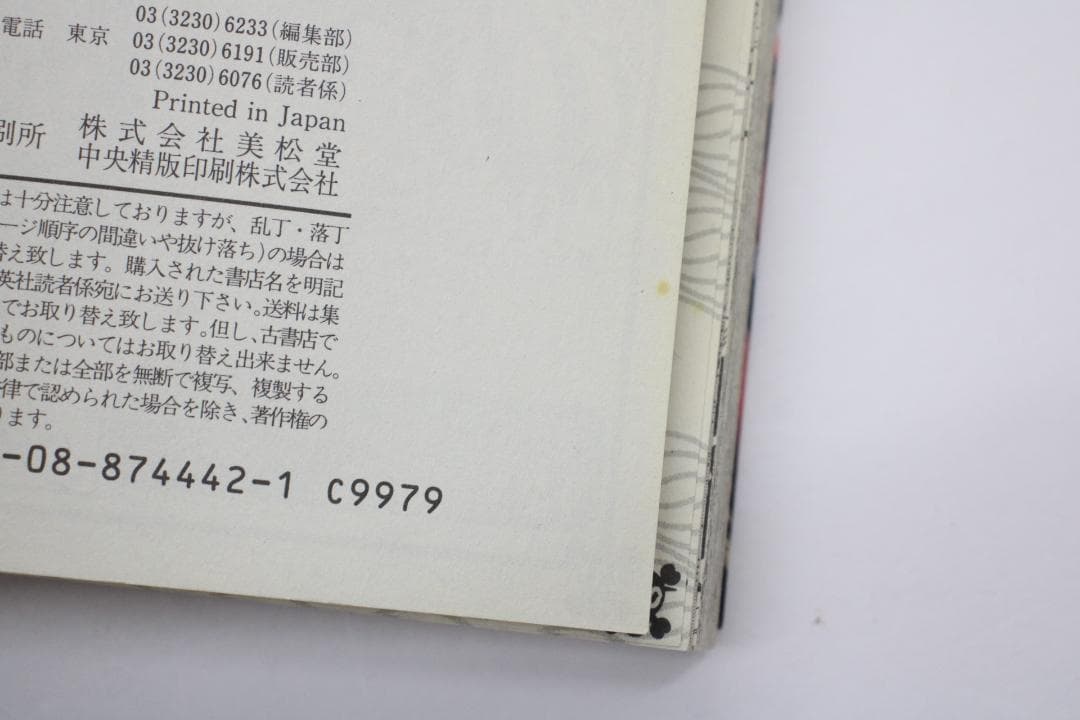 03(3230)6233(編集部)
電話 東京 03(3230)6191(販売部)
03(3230)6076(読者係)
Printed in Japan
刷所 株式会社美松堂
中央精版印刷株式会社
は十分注意しておりますが、乱丁・落丁
ージ順序の間違いや抜け落ち)の場合は
替え致します。購入された書店名を明記
英社読者係宛にお送り下さい。送料は集
でお取り替え致します。但し、古書店で
ものについてはお取り替え出来ません。
部または全部を無断で複写、複製する
律で認められた場合を除き、著作権の
ります。
-08-874442-1 C9979